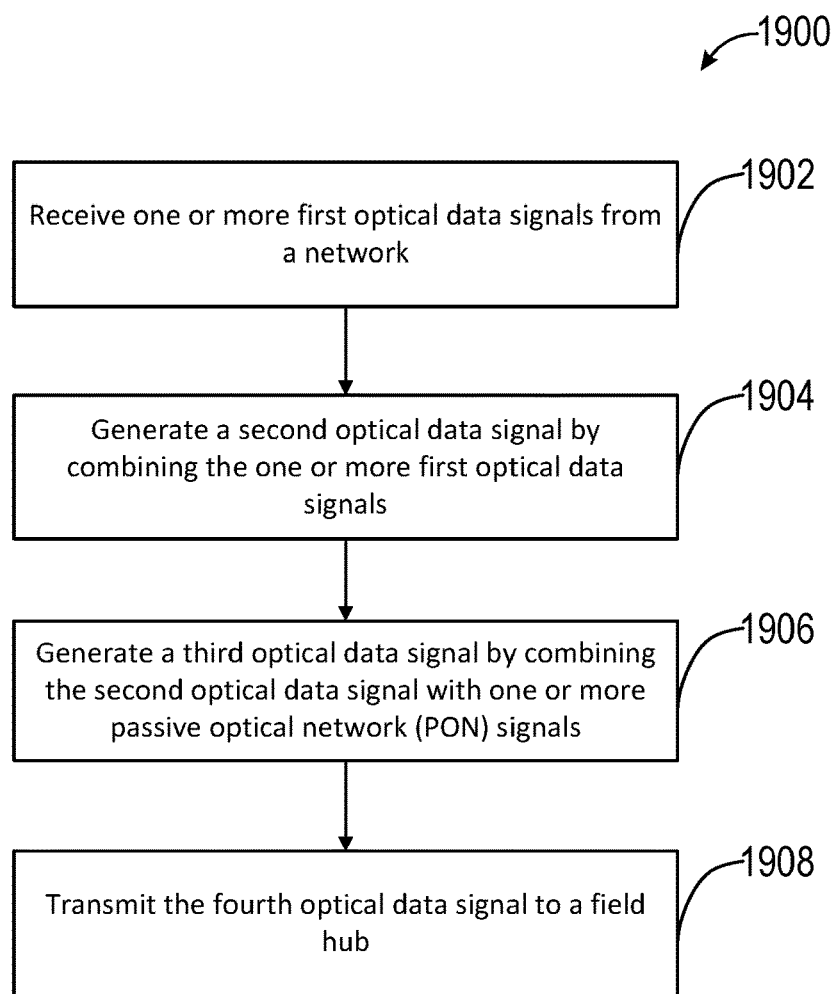 1900
1902
Receive one or more first optical data signals from
a network
1904
Generate a second optical data signal by
combining the one or more first optical data
signals
1906
Generate a third optical data signal by combining
the second optical data signal with one or more
passive optical network (PON) signals
1908
Transmit the fourth optical data signal to a field
hub